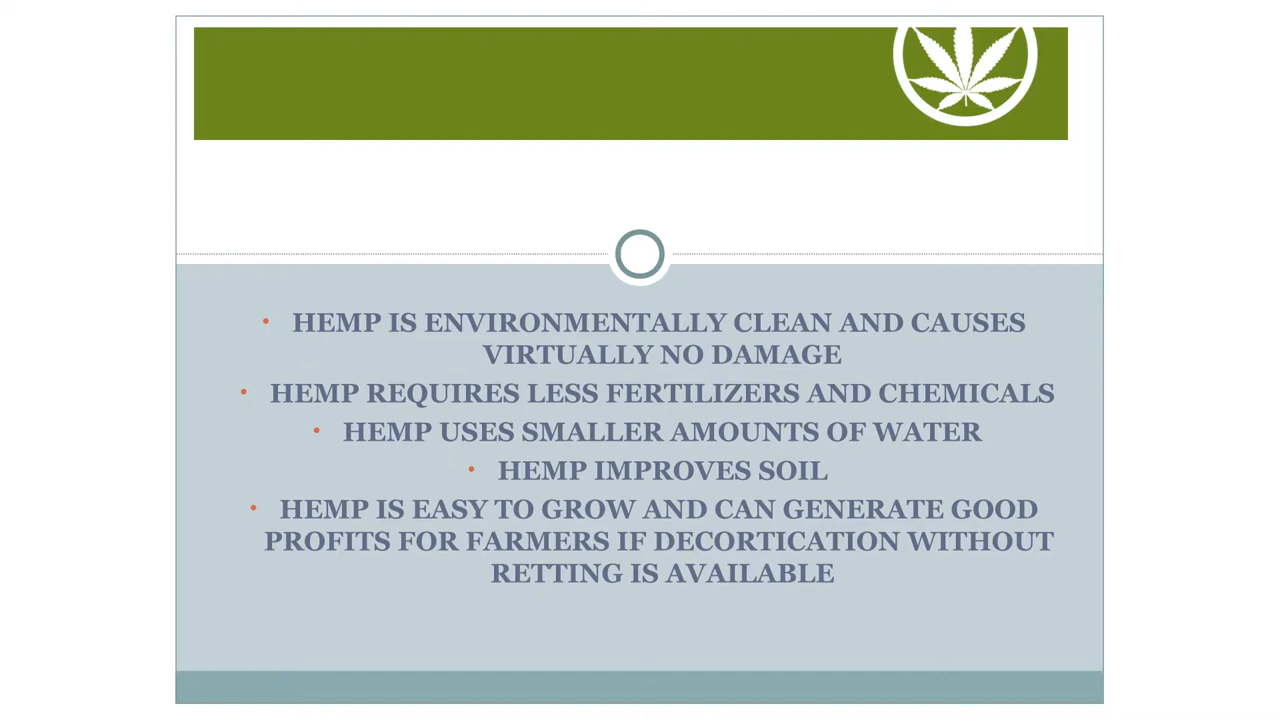 • HEMP IS ENVIRONMENTALLY CLEAN AND CAUSES
VIRTUALLY NO DAMAGE
• HEMP REQUIRES LESS FERTILIZERS AND CHEMICALS
• HEMP USES SMALLER AMOUNTS OF WATER
• HEMP IMPROVES SOIL
• HEMP IS EASY TO GROW AND CAN GENERATE GOOD
PROFITS FOR FARMERS IF DECORTICATION WITHOUT
RETTING IS AVAILABLE